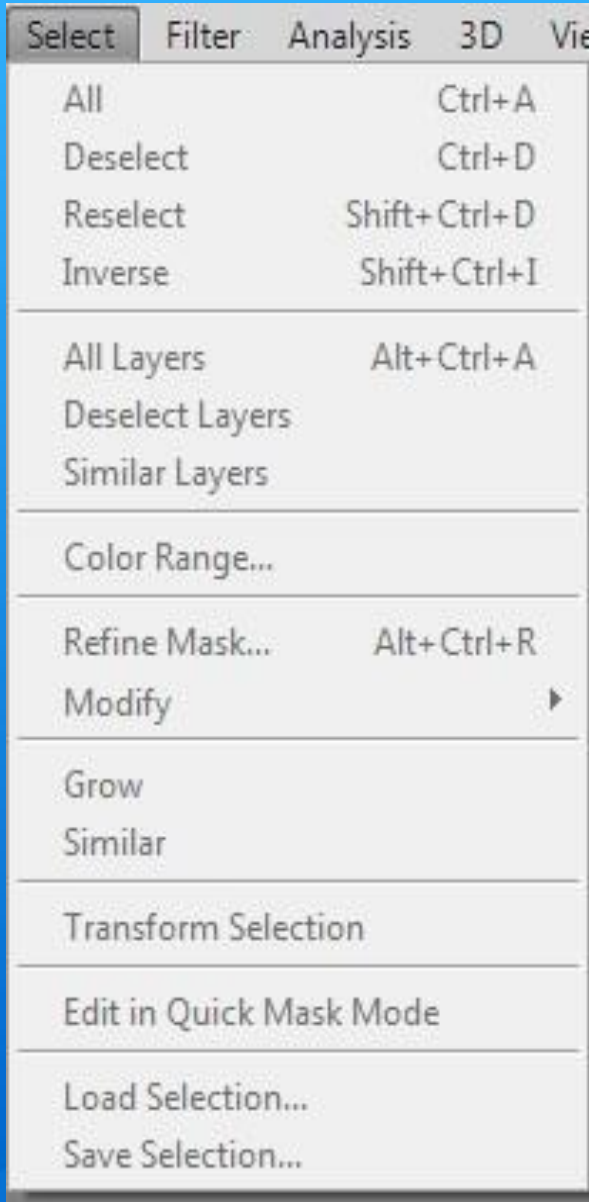 Select Filter Analysis 3D Vie
All Ctrl+A
Deselect Ctrl+D
Reselect Shift+Ctrl+D
Inverse Shift+Ctrl+I
All Layers Alt+Ctrl+A
Deselect Layers
Similar Layers
Color Range...
Refine Mask... Alt+Ctrl+R
Modify
Grow
Similar
Transform Selection
Edit in Quick Mask Mode
Load Selection...
Save Selection...